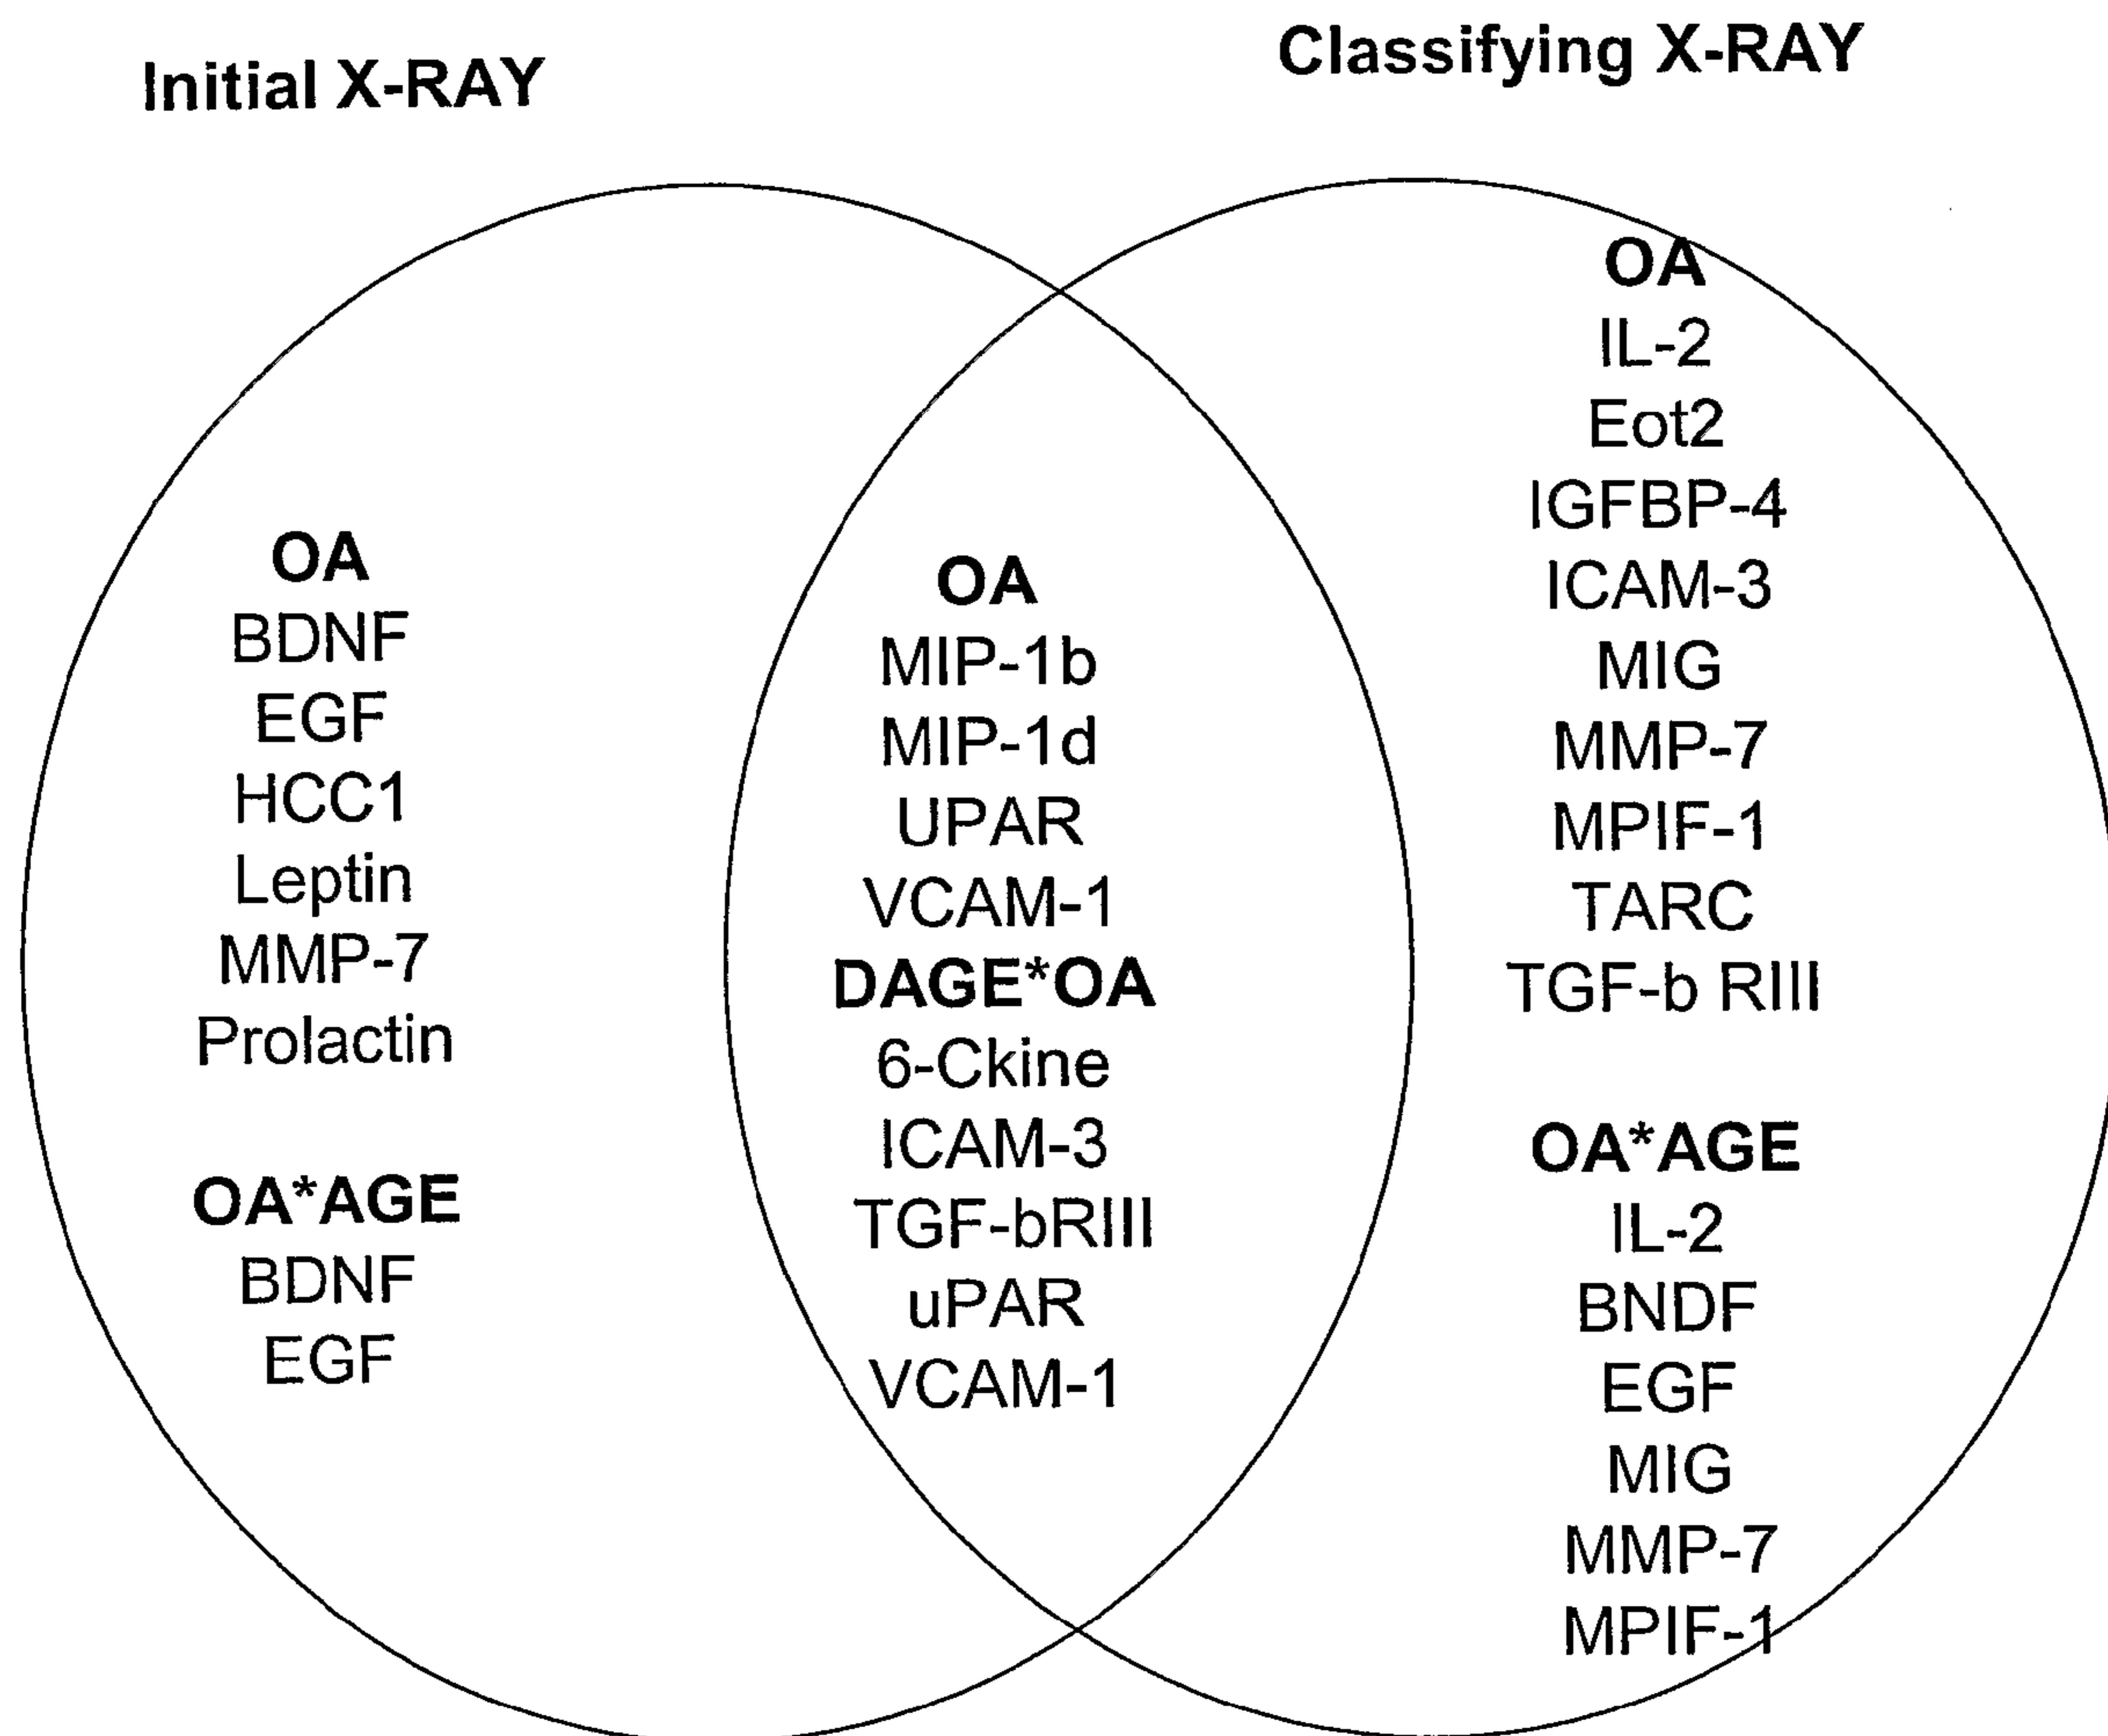 Initial X-RAY
Classifying X-RAY
OA
BDNF
EGF
HCC1
Leptin
MMP-7
Prolactin
OA*AGE
BDNF
EGF
OA
MIP-1b
MIP-1d
UPAR
VCAM-1
DAGE*OA
6-Ckine
ICAM-3
TGF-bRIII
uPAR
VCAM-1
OA
IL-2
Eot2
IGFBP-4
ICAM-3
MIG
MMP-7
MPIF-1
TARC
TGF-b RIII
OA*AGE
IL-2
BNDF
EGF
MIG
MMP-7
MPIF-1